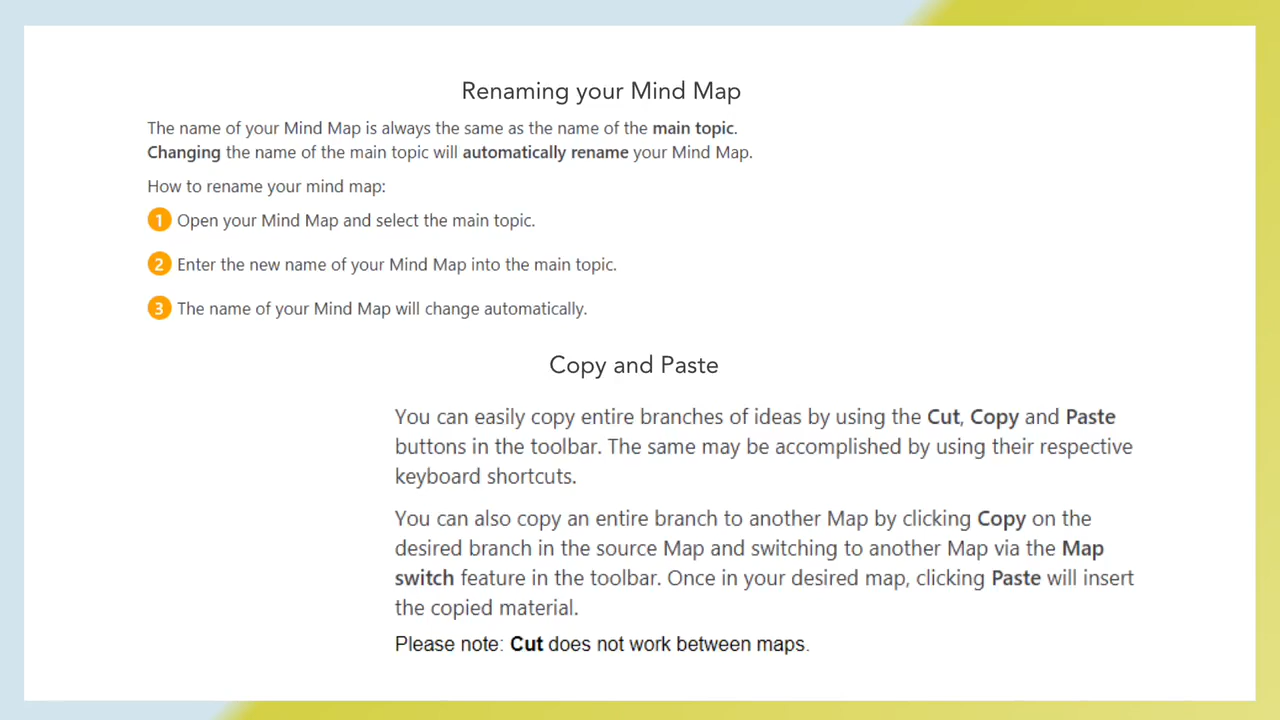 Renaming your Mind Map
The name of your Mind Map is always the same as the name of the main topic.
Changing the name of the main topic will automatically rename your Mind Map.
How to rename your mind map:
1 Open your Mind Map and select the main topic.
2 Enter the new name of your Mind Map into the main topic.
3 The name of your Mind Map will change automatically.
Copy and Paste
You can easily copy entire branches of ideas by using the Cut, Copy and Paste
buttons in the toolbar. The same may be accomplished by using their respective
keyboard shortcuts.
You can also copy an entire branch to another Map by clicking Copy on the
desired branch in the source Map and switching to another Map via the Map
switch feature in the toolbar. Once in your desired map, clicking Paste will insert
the copied material.
Please note: Cut does not work between maps.